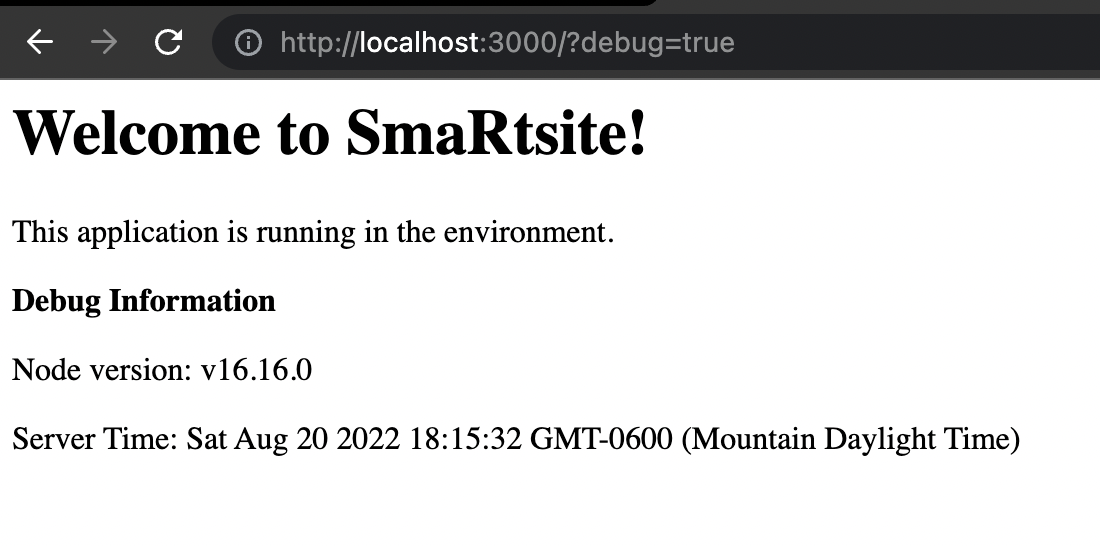 http://localhost:3000/?debug=true
Welcome to SmaRtsite!
This application is running in the environment.
Debug Information
Node version: v16.16.0
Server Time: Sat Aug 20 2022 18:15:32 GMT-0600 (Mountain Daylight Time)